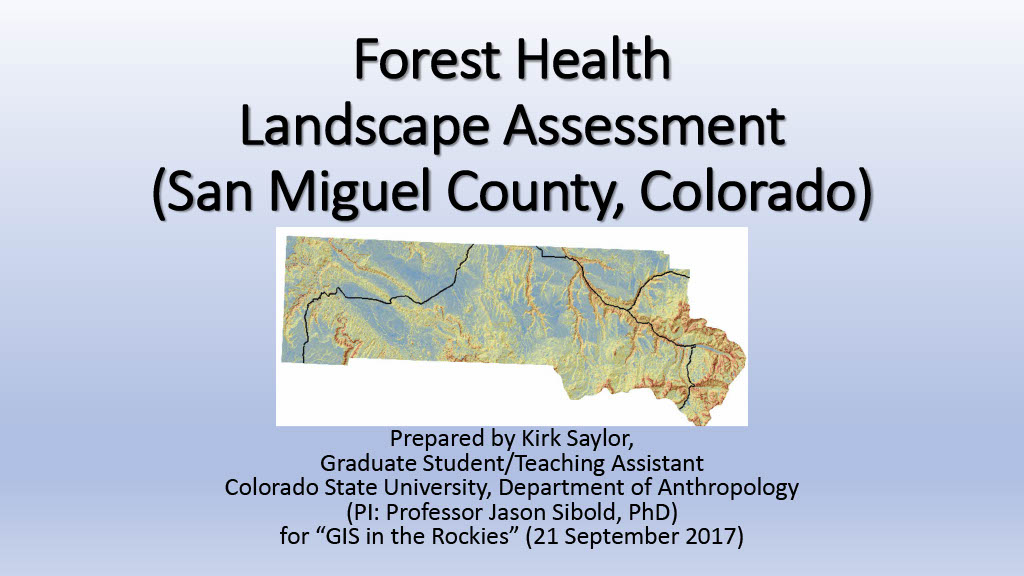 Forest Health
Landscape Assessment
(San Miguel County, Colorado)
Prepared by Kirk Saylor,
Graduate Student/Teaching Assistant
Colorado State University, Department of Anthropology
(PI: Professor Jason Sibold, PhD)
for “GIS in the Rockies” (21 September 2017)